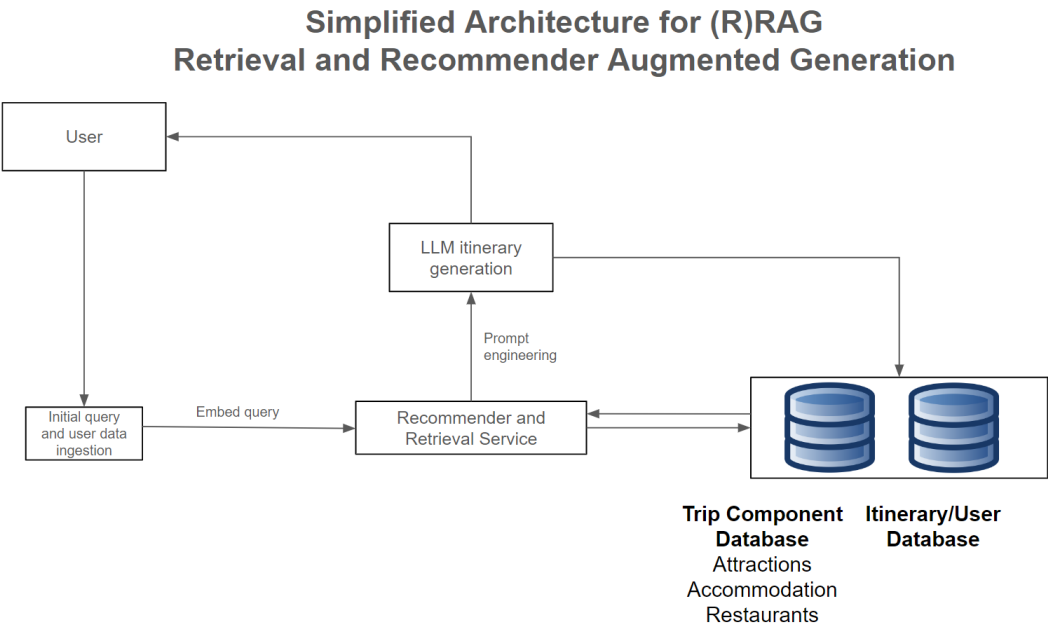 Simplified Architecture for (R)RAG
Retrieval and Recommender Augmented Generation
User
LLM itinerary
generation
Prompt
engineering
Initial query
and user data
ingestion
Embed query
Recommender and
Retrieval Service
Trip Component
Database
Attractions
Accommodation
Restaurants
Itinerary/User
Database